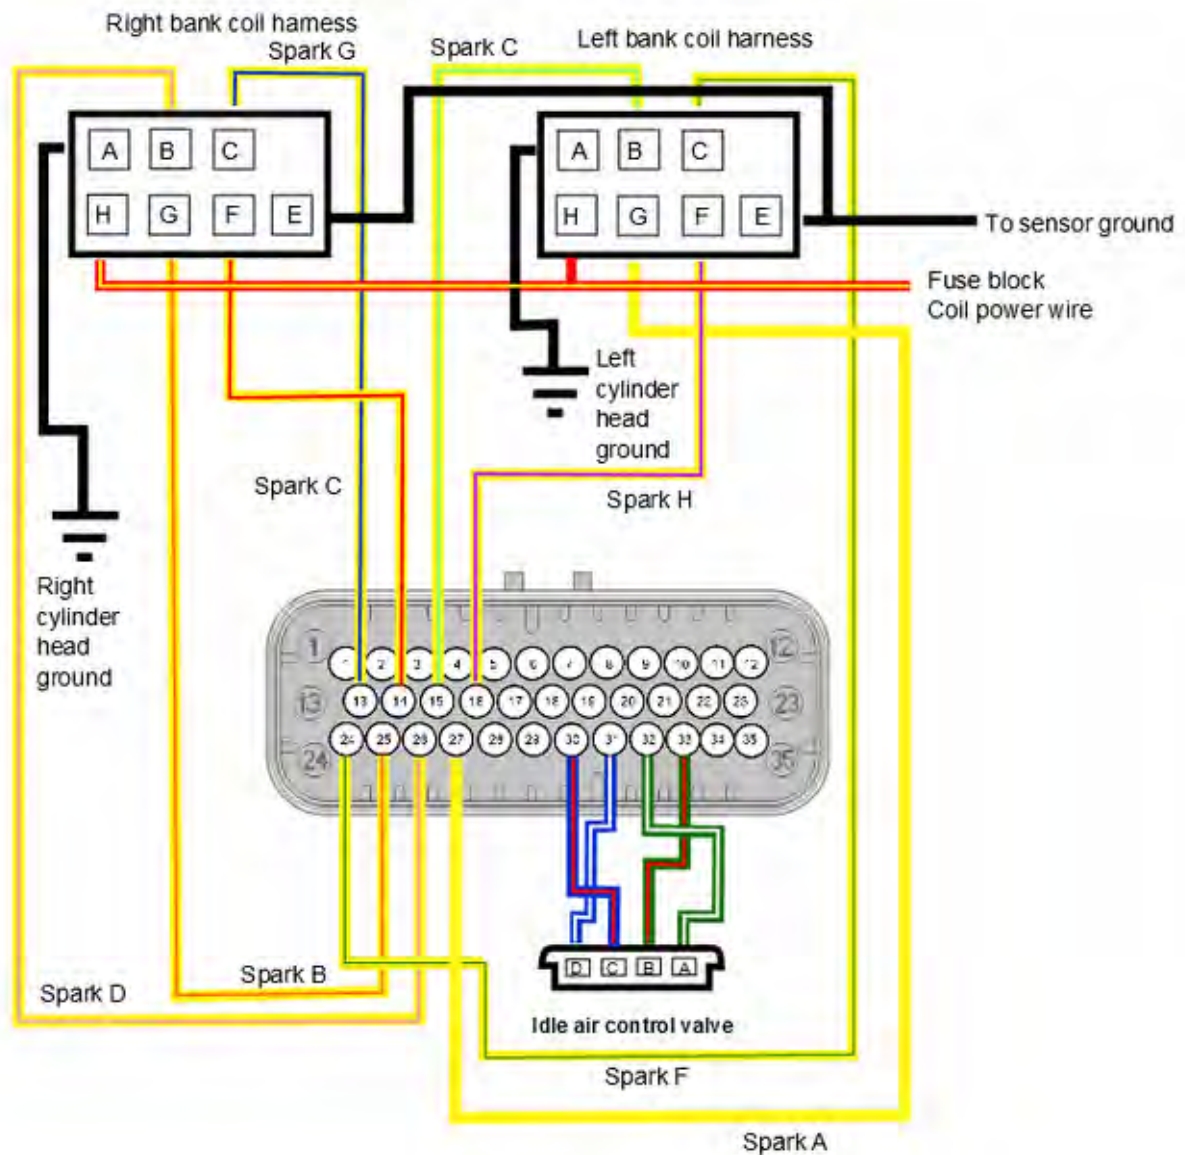 Right bank coil harness
Spark G
Spark C
Left bank coil harness
A B C
H G F E
A B C
H G F E
To sensor ground
Fuse block
Coil power wire
Left
cylinder
head
ground
Spark C
Spark H
Right
cylinder
head
ground
1 12
1 2 3 4 5 6 7 8 9 10 11 12
13 13 14 15 16 17 18 19 20 21 22 23 23
24 25 26 27 28 29 30 31 32 33 34 35
24 35
D C B A
Spark B
Spark D
Idle air control valve
Spark F
Spark A